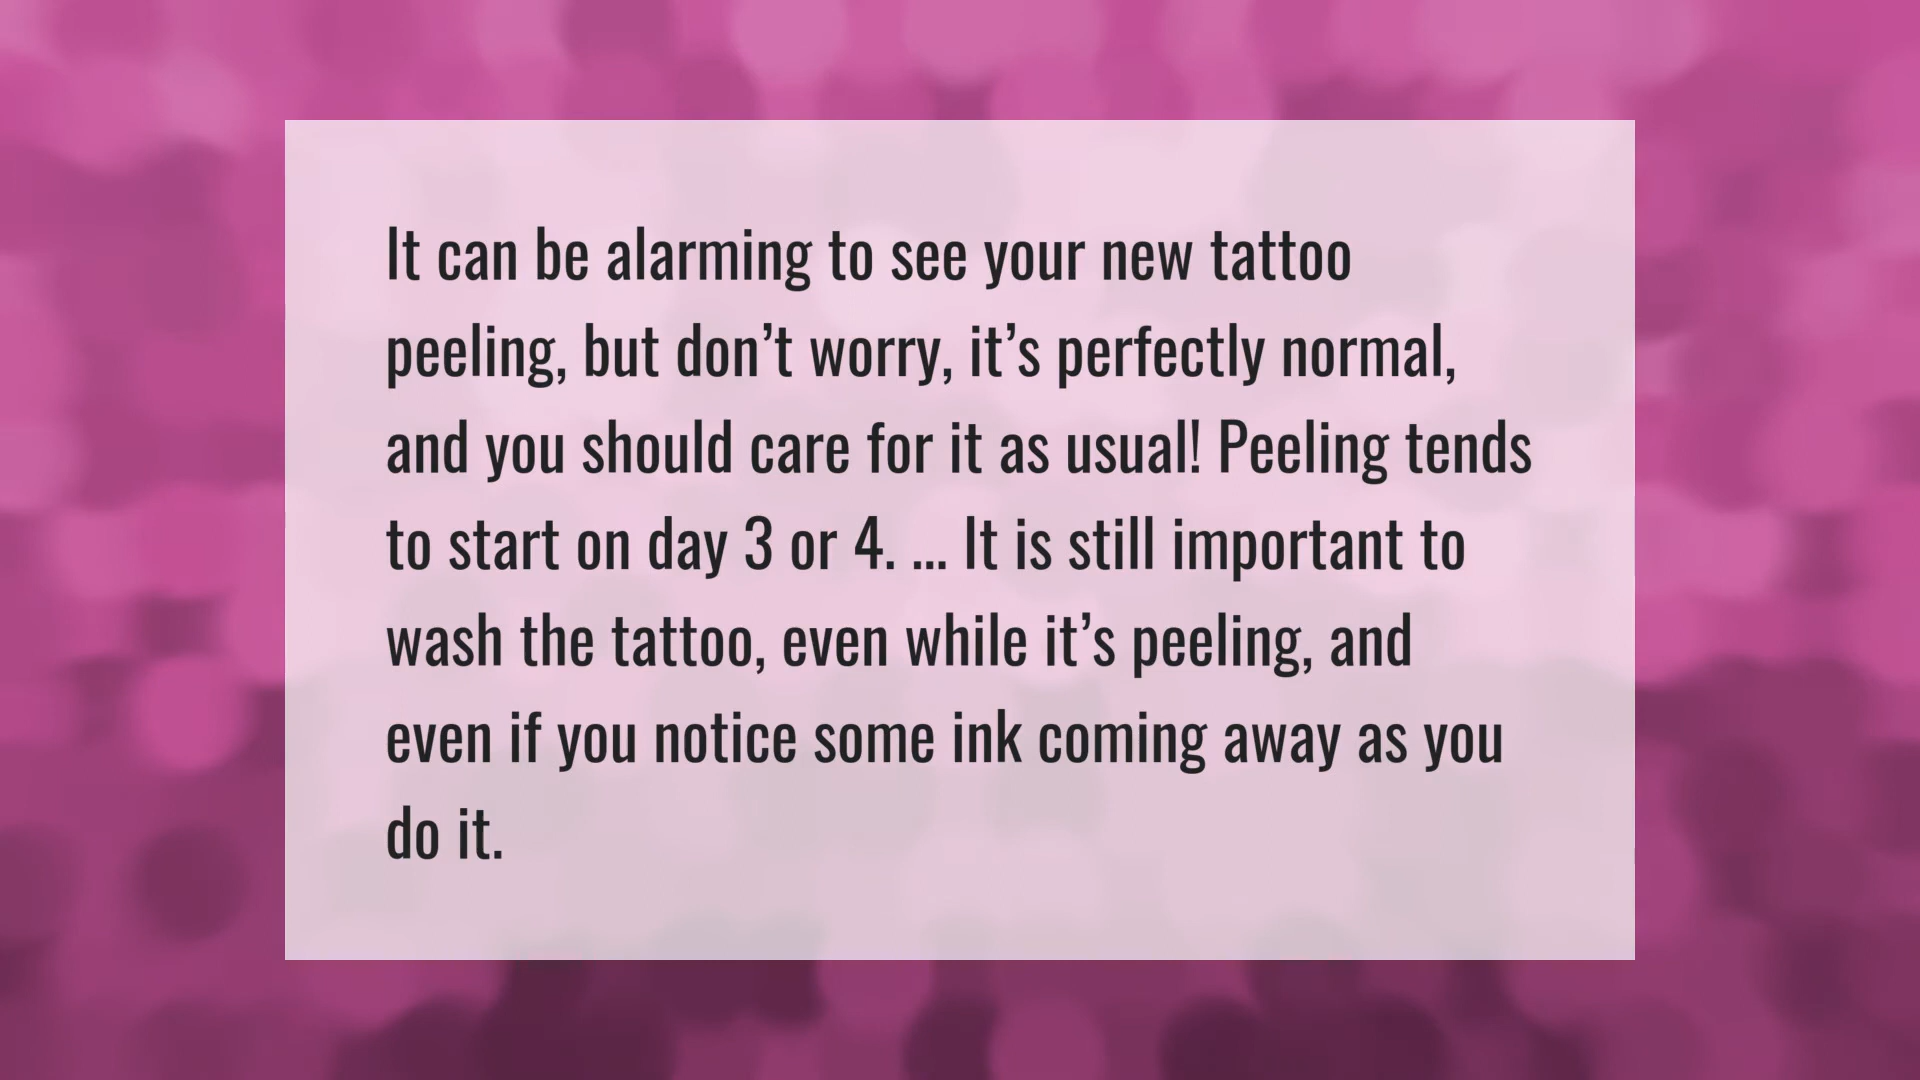 It can be alarming to see your new tattoo
peeling, but don’t worry, it’s perfectly normal,
and you should care for it as usual! Peeling tends
to start on day 3 or 4. ... It is still important to
wash the tattoo, even while it’s peeling, and
even if you notice some ink coming away as you
do it.